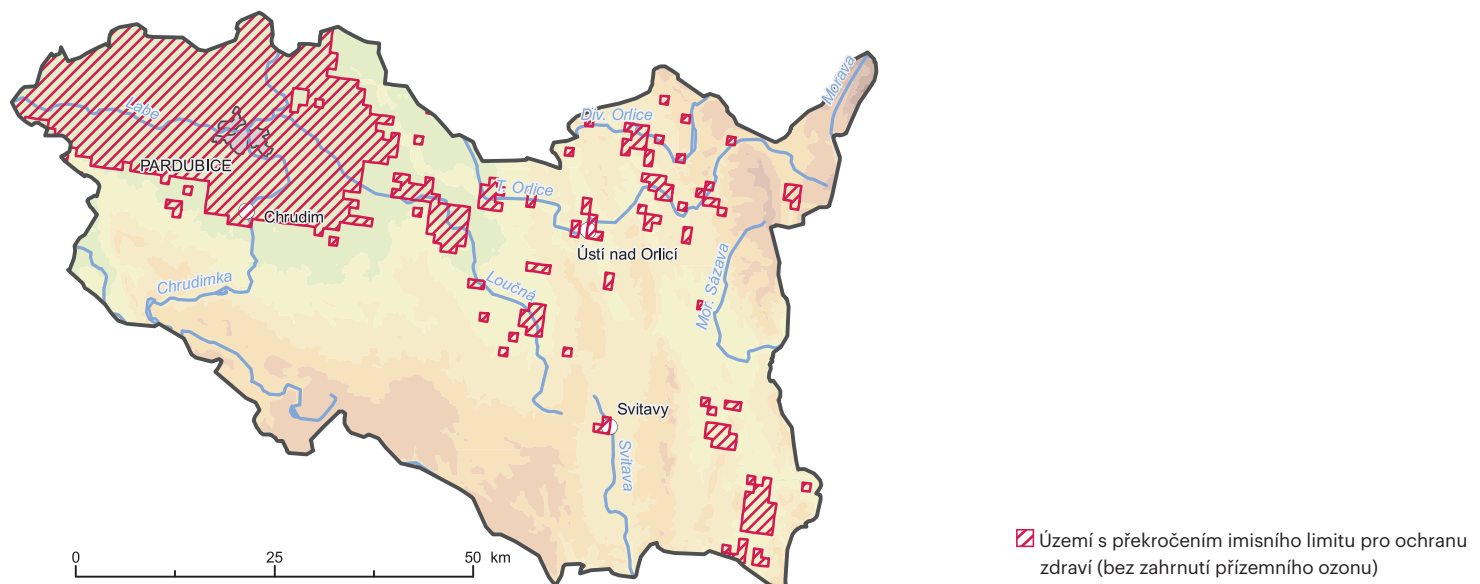 Morava
Labe
Div. Orlice
PARDUBICE
T. Orlice
Chrudim
Ústí nad Orlicí
Chrudimka
Loučná
Mor. Sázava
Svitavy
Svitava
0 25 50 km
Území s překročením imisního limitu pro ochranu
zdraví (bez zahrnutí přízemního ozonu)